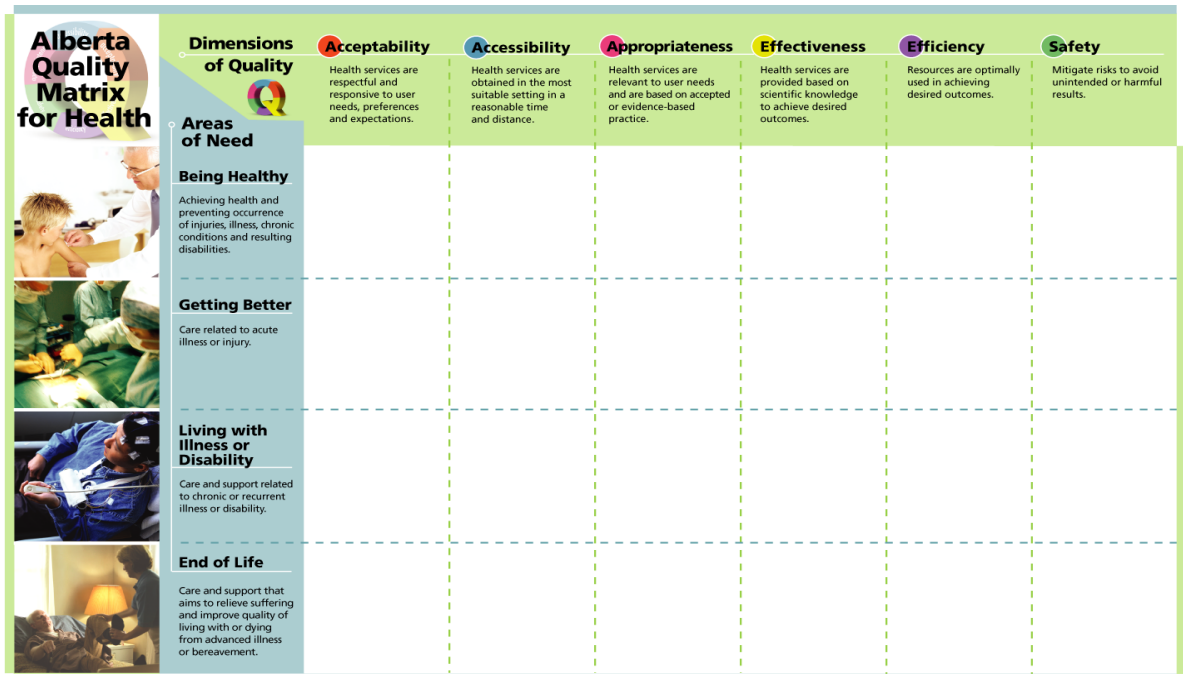 Alberta
Quality
Matrix
for Health
Dimensions
of Quality
Areas
of Need
Acceptability
Health services are
respectful and
responsive to user
needs, preferences
and expectations.
Accessibility
Health services are
obtained in the most
suitable setting in a
reasonable time
and distance.
Appropriateness
Health services are
relevant to user needs
and are based on accepted
or evidence-based
practice.
Effectiveness
Health services are
provided based on
scientific knowledge
to achieve desired
outcomes.
Efficiency
Resources are optimally
used in achieving
desired outcomes.
Safety
Mitigate risks to avoid
unintended or harmful
results.
Being Healthy
Achieving health and
preventing occurrence
of injuries, illness, chronic
conditions and resulting
disabilities.
Getting Better
Care related to acute
illness or injury.
Living with
Illness or
Disability
Care and support related
to chronic or recurrent
illness or disability.
End of Life
Care and support that
aims to relieve suffering
and improve quality of
living with or dying
from advanced illness
or bereavement.